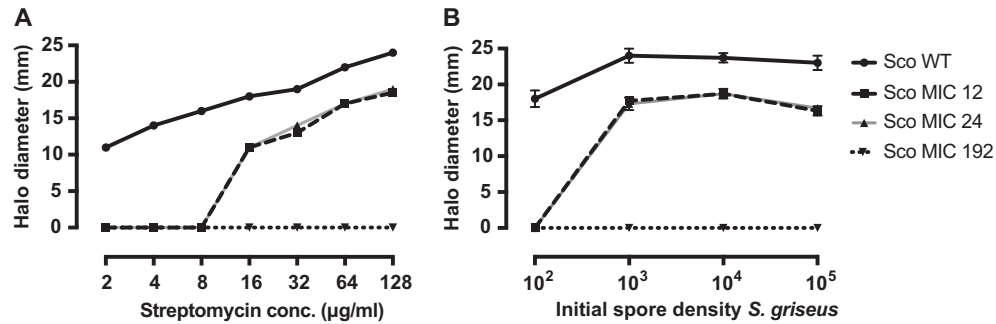 A
Halo diameter (mm)
25
20
15
10
5
0
2 4 8 16 32 64 128
Streptomycin conc. (µg/ml)
B
Halo diameter (mm)
25
20
15
10
5
0
10² 10³ 10⁴ 10⁵
Initial spore density S. griseus
Sco WT
Sco MIC 12
Sco MIC 24
Sco MIC 192